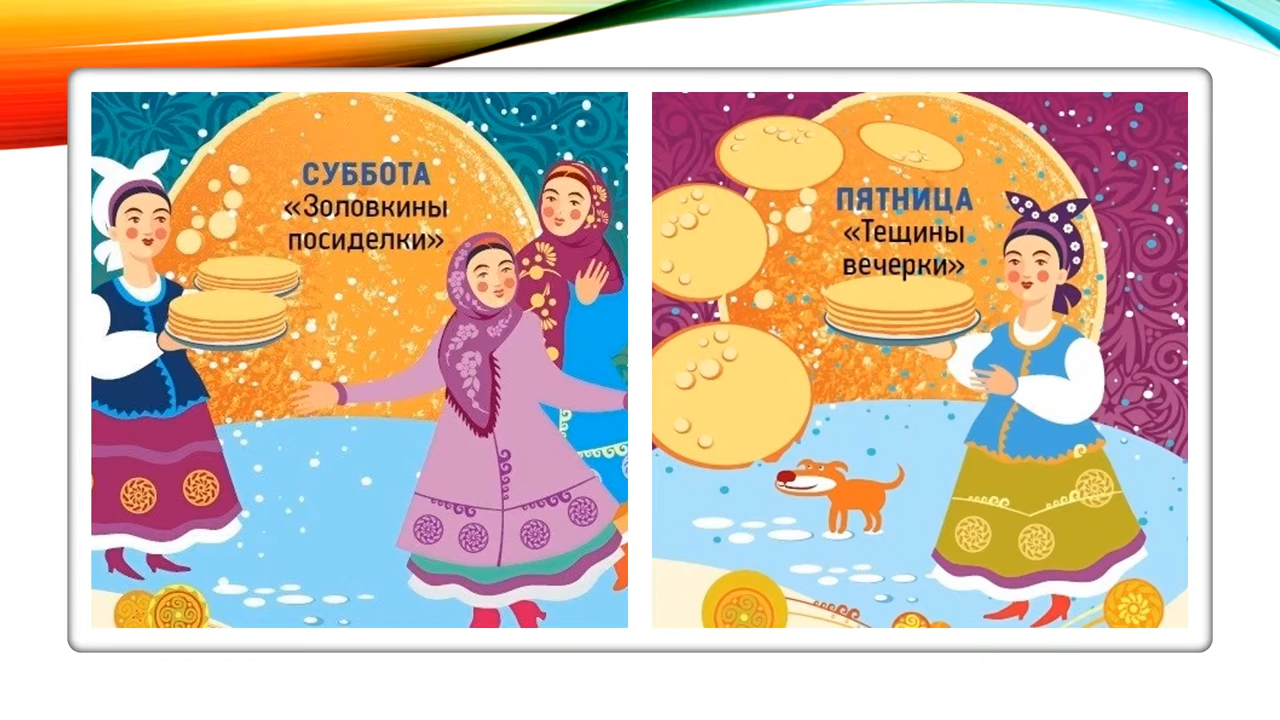 СУББОТА
«Золовкины
посиделки»
ПЯТНИЦА
«Тещины
вечерки»